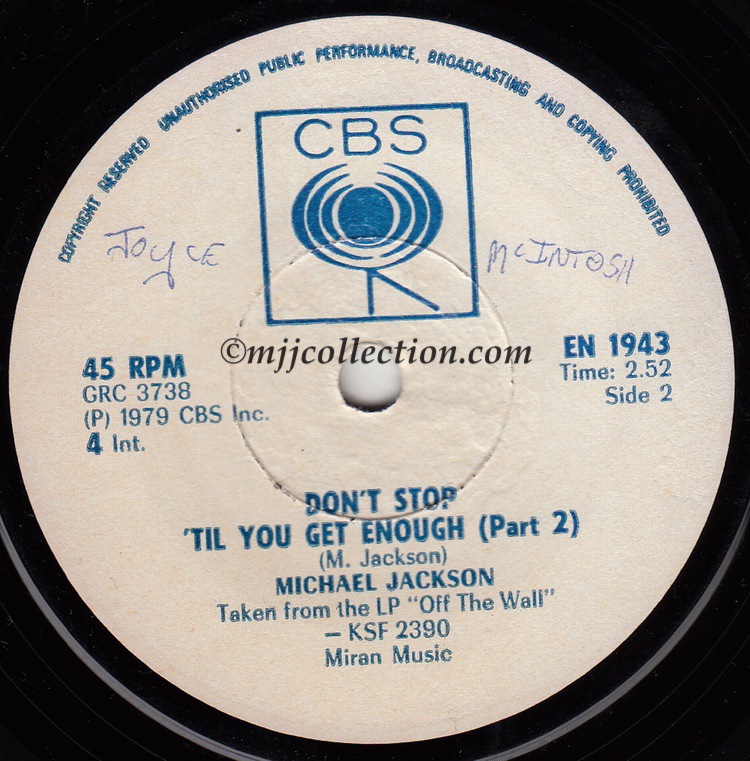 COPYRIGHT RESERVED UNAUTHORISED PUBLIC PERFORMANCE, BROADCASTING AND COPYING PROHIBITED
CBS
JOYCE McINTOSH
©mjjcollection.com
45 RPM
GRC 3738
(P) 1979 CBS Inc.
4 Int.
EN 1943
Time: 2.52
Side 2
DON'T STOP
'TIL YOU GET ENOUGH (Part 2)
(M. Jackson)
MICHAEL JACKSON
Taken from the LP "Off The Wall"
— KSF 2390
Miran Music